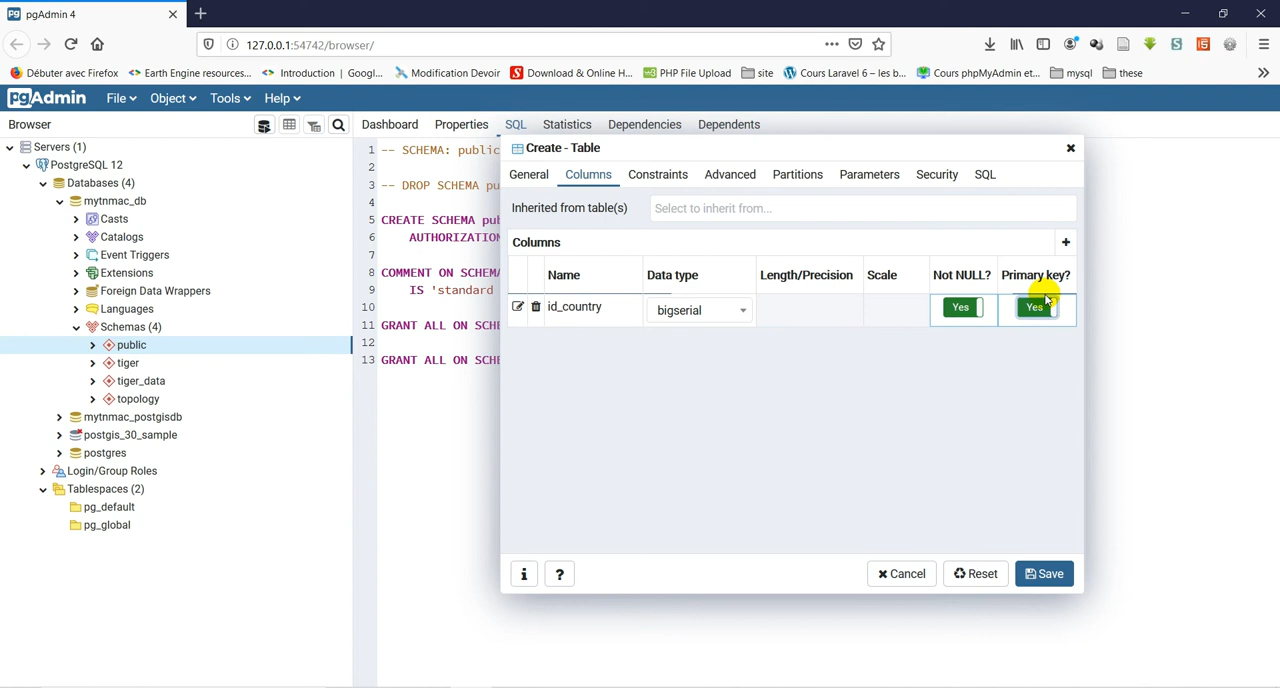 pgAdmin 4
127.0.0.1:54742/browser/
Débuter avec Firefox <> Earth Engine resources... <> Introduction | Googl... Modification Devoir Download & Online H... PHP File Upload site Cours Laravel 6 – les b... Cours phpMyAdmin et... mysql these
pgAdmin File Object Tools Help
Browser
Dashboard Properties SQL Statistics Dependencies Dependents
Servers (1)
PostgreSQL 12
Databases (4)
mytnmac_db
Casts
Catalogs
Event Triggers
Extensions
Foreign Data Wrappers
Languages
Schemas (4)
public
tiger
tiger_data
topology
mytnmac_postgisdb
postgis_30_sample
postgres
Login/Group Roles
Tablespaces (2)
pg_default
pg_global
1 -- SCHEMA: public
2
3 -- DROP SCHEMA pu
4
5 CREATE SCHEMA pub
6 AUTHORIZATION
7
8 COMMENT ON SCHEMA
9 IS 'standard
10
11 GRANT ALL ON SCHE
12
13 GRANT ALL ON SCHE
Create - Table
General Columns Constraints Advanced Partitions Parameters Security SQL
Inherited from table(s) Select to inherit from...
Columns
Name Data type Length/Precision Scale Not NULL? Primary key?
id_country bigserial Yes Yes
i ? Cancel Reset Save